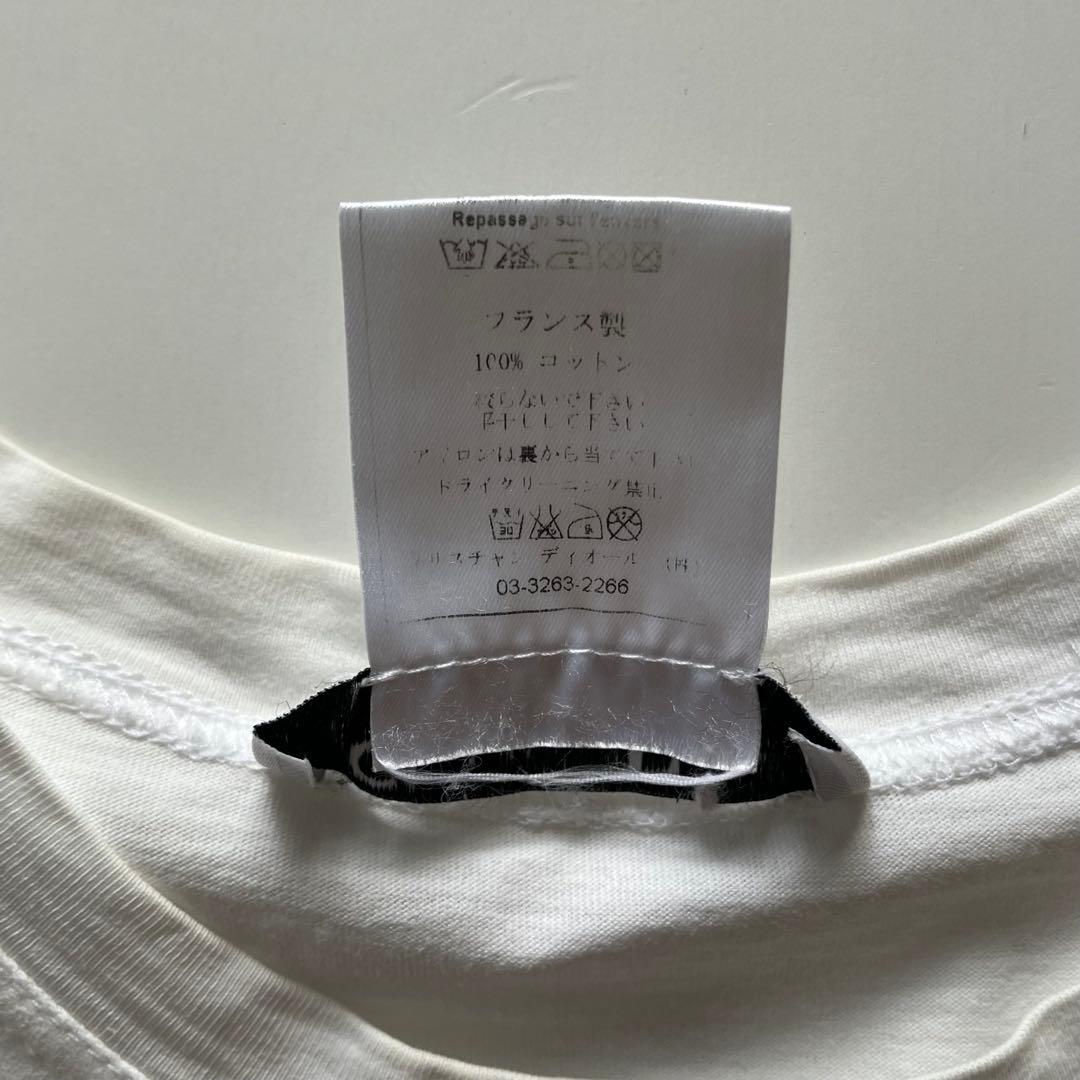 Repassage sur l'envers
フランス製
100% コットン
絞らないで下さい
陰干しして下さい
アイロンは裏から当てて下さい
ドライクリーニング禁止
クリスチャン ディオール (株)
03-3263-2266